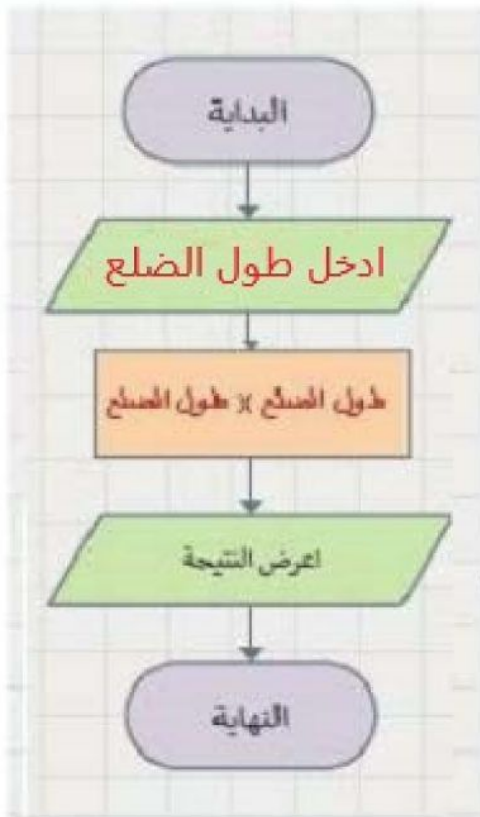 البداية
ادخل طول الضلع
طول الضلع x طول الضلع
اعرض النتيجة
النهاية